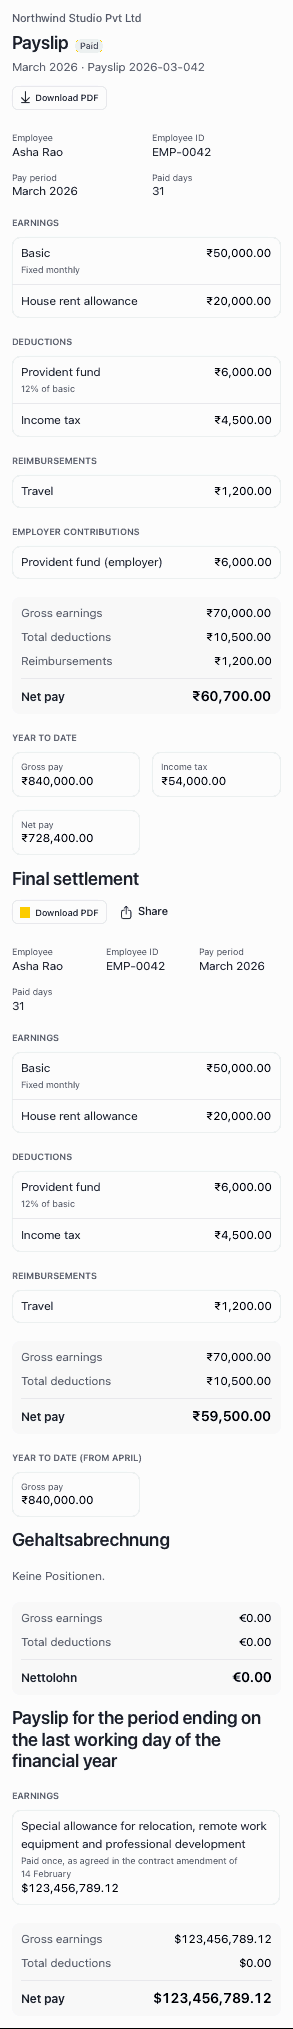 Northwind Studio Pvt Ltd
Payslip Paid
March 2026 · Payslip 2026-03-042
Download PDF
Employee Employee ID
Asha Rao EMP-0042
Pay period Paid days
March 2026 31
EARNINGS
Basic ₹50,000.00
Fixed monthly
House rent allowance ₹20,000.00
DEDUCTIONS
Provident fund ₹6,000.00
12% of basic
Income tax ₹4,500.00
REIMBURSEMENTS
Travel ₹1,200.00
EMPLOYER CONTRIBUTIONS
Provident fund (employer) ₹6,000.00
Gross earnings ₹70,000.00
Total deductions ₹10,500.00
Reimbursements ₹1,200.00
Net pay ₹60,700.00
YEAR TO DATE
Gross pay Income tax
₹840,000.00 ₹54,000.00
Net pay
₹728,400.00
Final settlement
Download PDF Share
Employee Employee ID Pay period
Asha Rao EMP-0042 March 2026
Paid days
31
EARNINGS
Basic ₹50,000.00
Fixed monthly
House rent allowance ₹20,000.00
DEDUCTIONS
Provident fund ₹6,000.00
12% of basic
Income tax ₹4,500.00
REIMBURSEMENTS
Travel ₹1,200.00
Gross earnings ₹70,000.00
Total deductions ₹10,500.00
Net pay ₹59,500.00
YEAR TO DATE (FROM APRIL)
Gross pay
₹840,000.00
Gehaltsabrechnung
Keine Positionen.
Gross earnings €0.00
Total deductions €0.00
Nettolohn €0.00
Payslip for the period ending on
the last working day of the
financial year
EARNINGS
Special allowance for relocation, remote work
equipment and professional development
Paid once, as agreed in the contract amendment of
14 February
$123,456,789.12
Gross earnings $123,456,789.12
Total deductions $0.00
Net pay $123,456,789.12